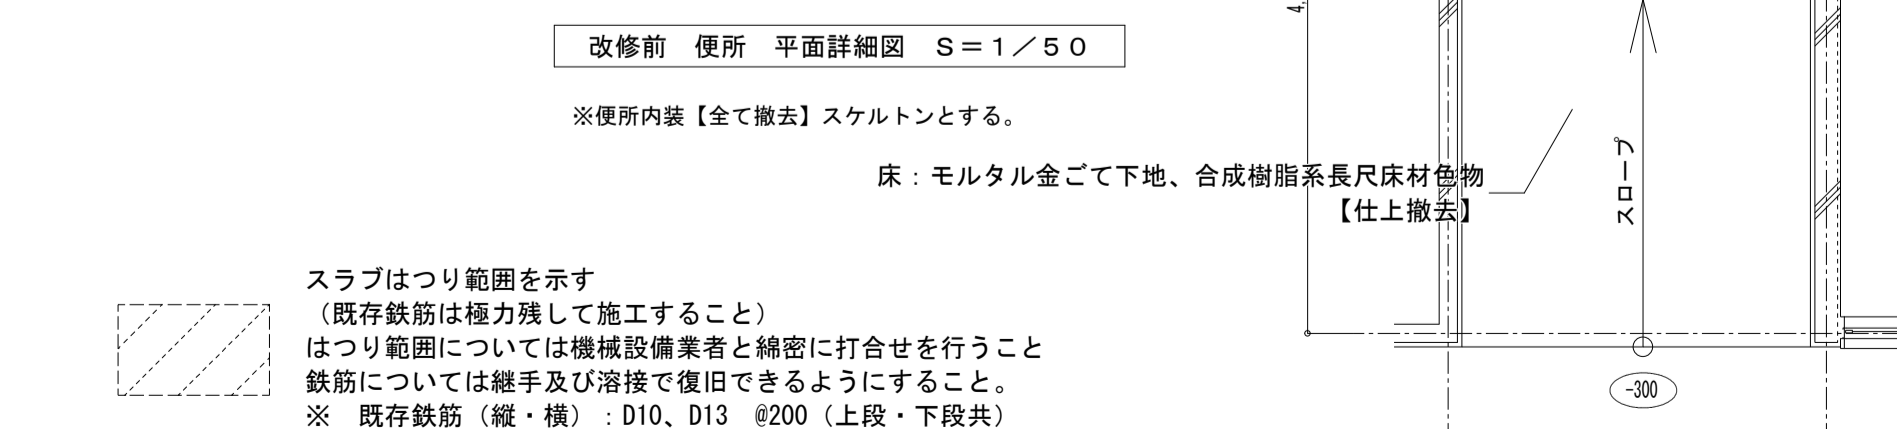 改修前　便所　平面詳細図　Ｓ＝１／５０
※便所内装【全て撤去】スケルトンとする。
床：モルタル金ごて下地、合成樹脂系長尺床材色物
【仕上撤去】
スロープ
スラブはつり範囲を示す
（既存鉄筋は極力残して施工すること）
はつり範囲については機械設備業者と綿密に打合せを行うこと
鉄筋については継手及び溶接で復旧できるようにすること。
※　既存鉄筋（縦・横）：D10、D13　@200（上段・下段共）
-300